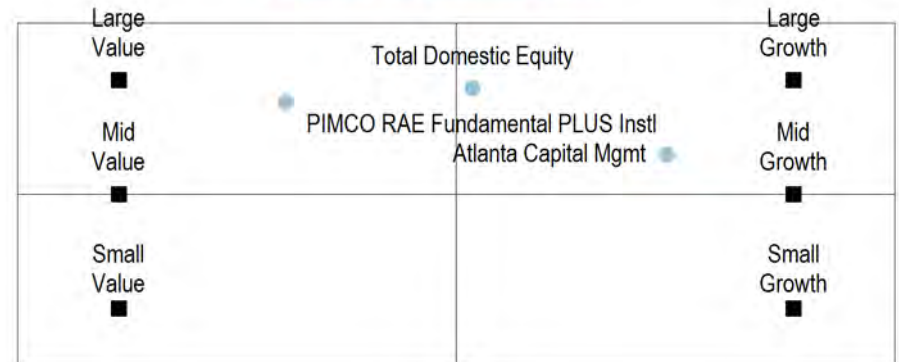 Large
Value
Large
Growth
Total Domestic Equity
PIMCO RAE Fundamental PLUS Instl
Mid
Value
Mid
Growth
Atlanta Capital Mgmt
Small
Value
Small
Growth